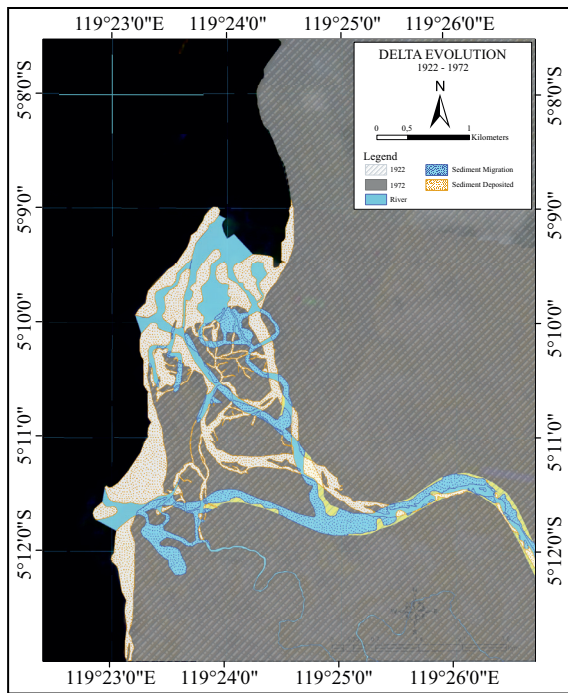 119°23'0"E 119°24'0"E 119°25'0"E 119°26'0"E
DELTA EVOLUTION
1922 - 1972
N
0 0,5 1
Kilometers
Legend
1922
1972
River
Sediment Migration
Sediment Deposited
5°8'0"S
5°9'0"S
5°10'0"S
5°11'0"S
5°12'0"S
5°8'0"S
5°9'0"S
5°10'0"S
5°11'0"S
5°12'0"S
119°23'0"E 119°24'0"E 119°25'0"E 119°26'0"E